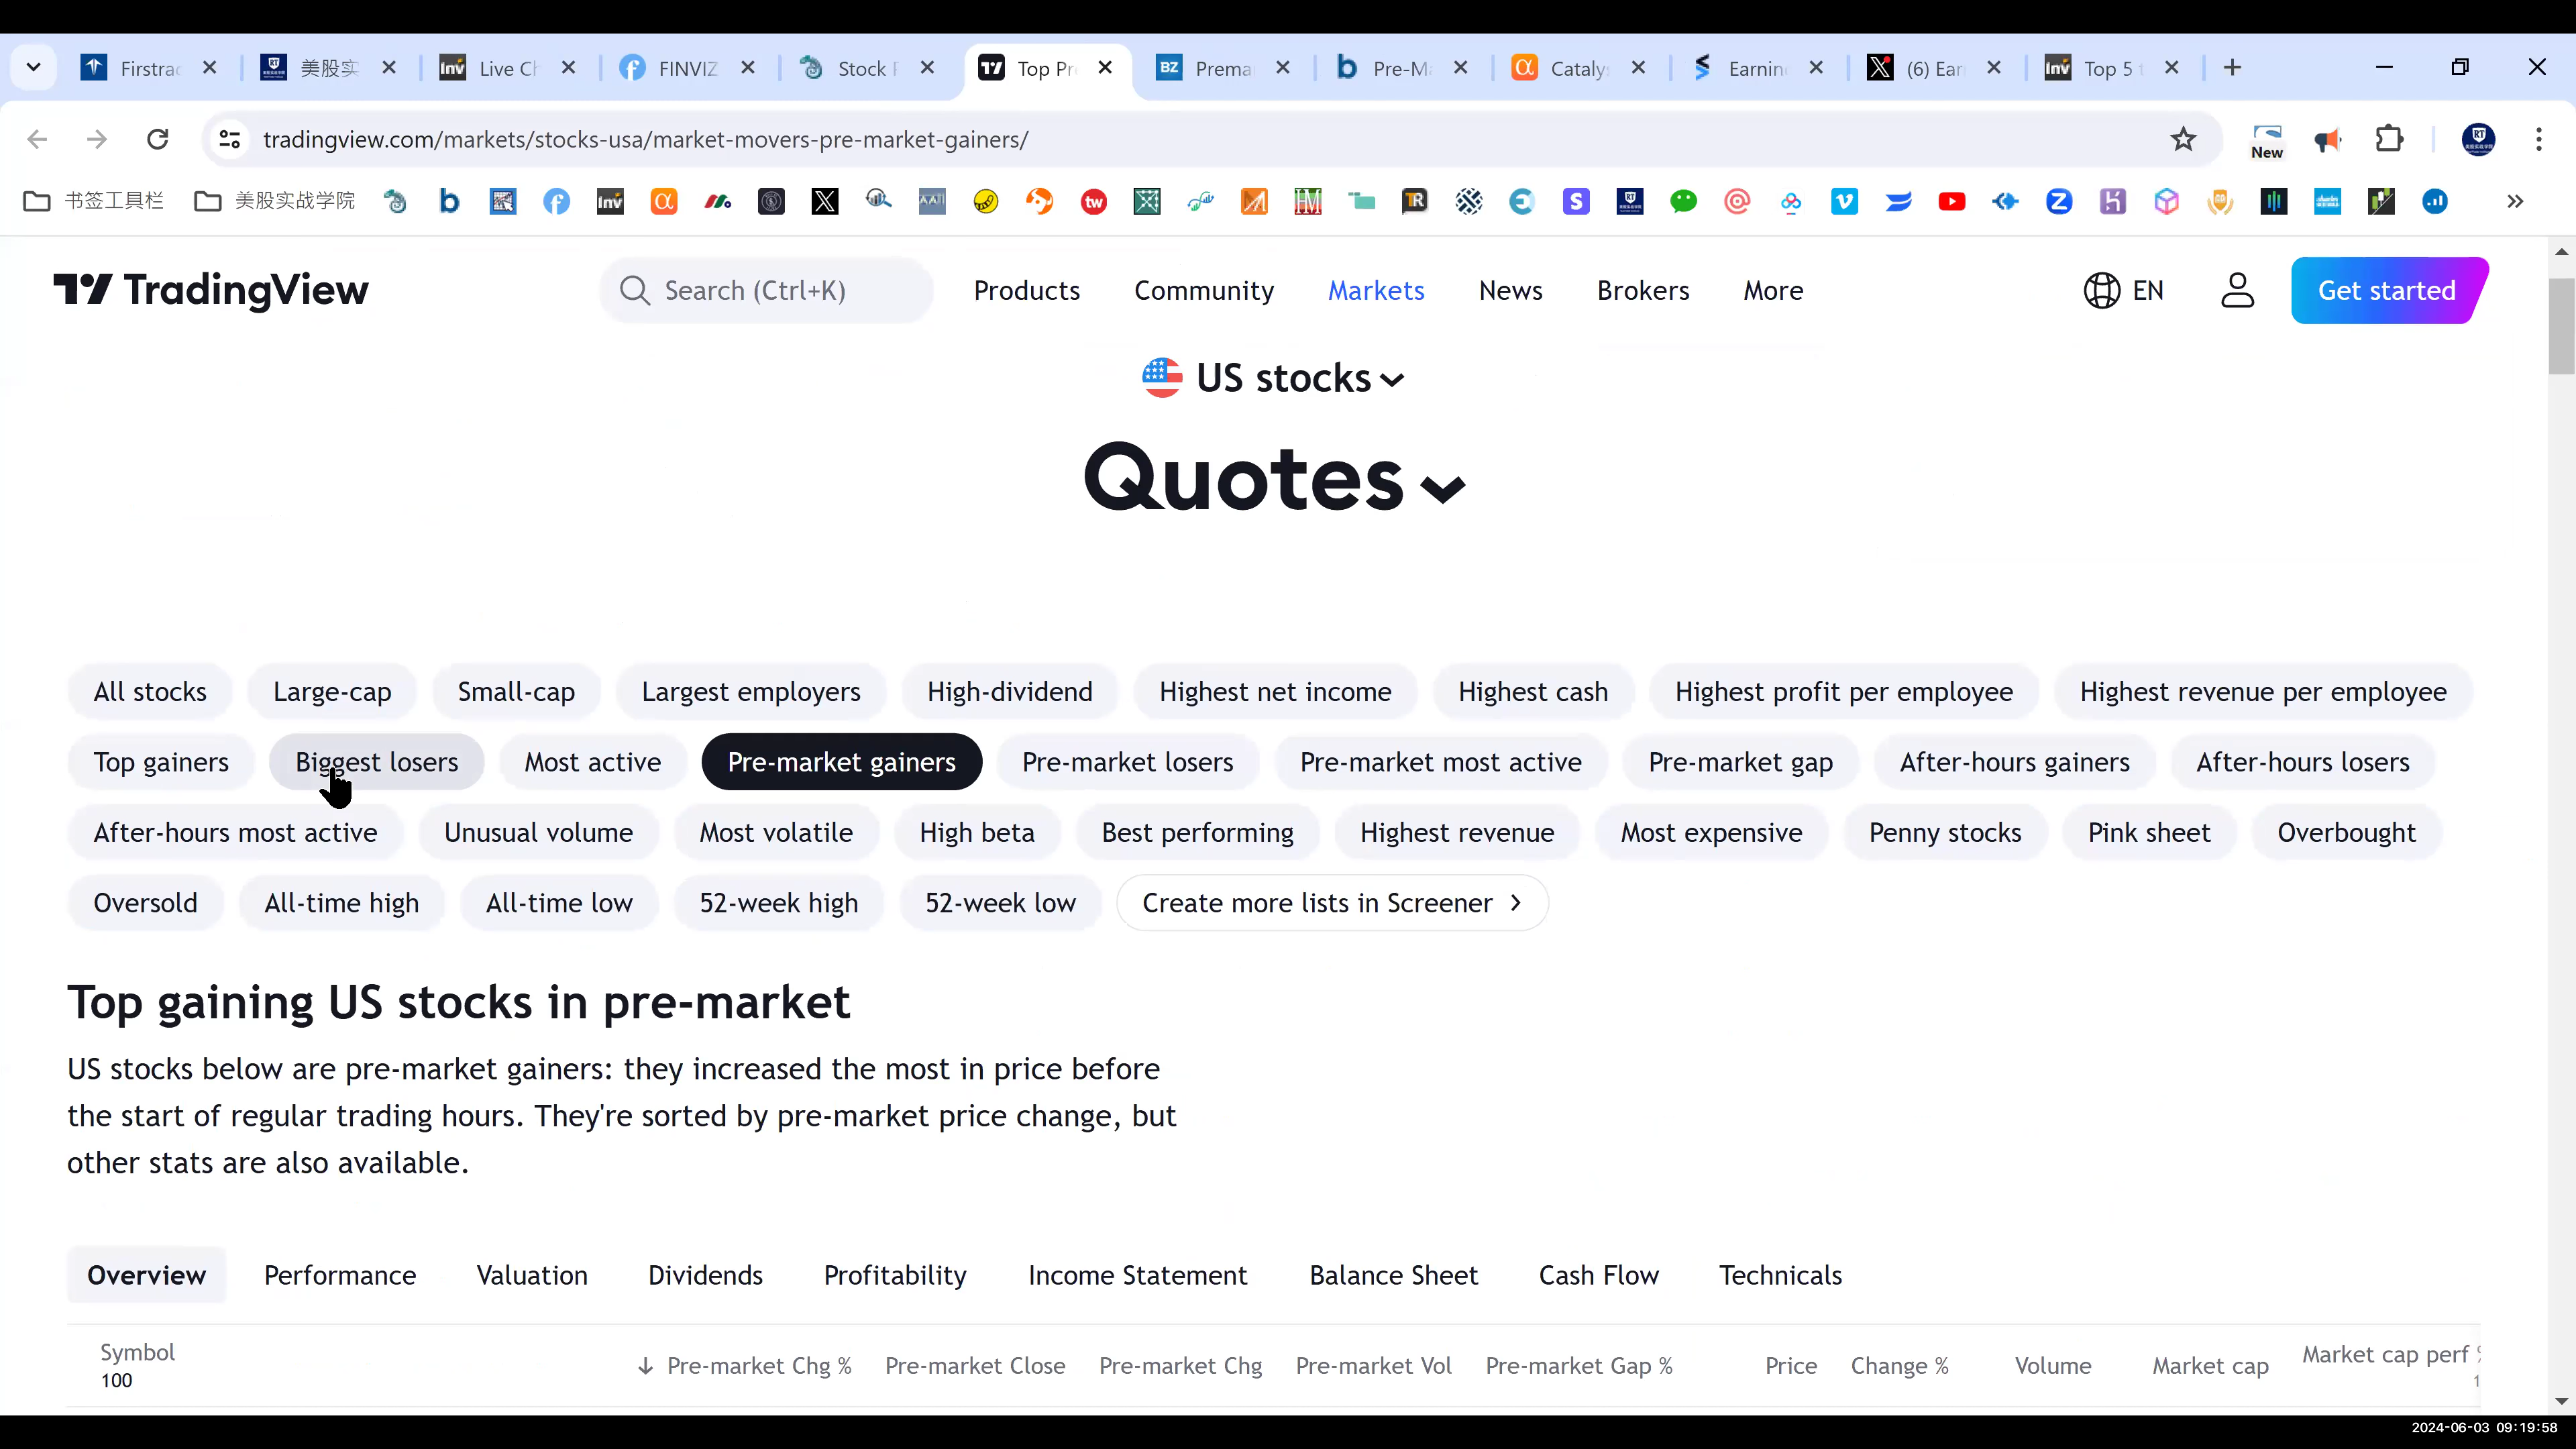 Firstrac 美股实 Live Ch FINVIZ Stock F Top Pr Prema Pre-Ma Catalys Earnin (6) Ear Top 5 t
tradingview.com/markets/stocks-usa/market-movers-pre-market-gainers/
New
书签工具栏 美股实战学院
TradingView Search (Ctrl+K) Products Community Markets News Brokers More EN Get started
US stocks
Quotes
All stocks Large-cap Small-cap Largest employers High-dividend Highest net income Highest cash Highest profit per employee Highest revenue per employee
Top gainers Biggest losers Most active Pre-market gainers Pre-market losers Pre-market most active Pre-market gap After-hours gainers After-hours losers
After-hours most active Unusual volume Most volatile High beta Best performing Highest revenue Most expensive Penny stocks Pink sheet Overbought
Oversold All-time high All-time low 52-week high 52-week low Create more lists in Screener
Top gaining US stocks in pre-market
US stocks below are pre-market gainers: they increased the most in price before
the start of regular trading hours. They're sorted by pre-market price change, but
other stats are also available.
Overview Performance Valuation Dividends Profitability Income Statement Balance Sheet Cash Flow Technicals
Symbol Pre-market Chg % Pre-market Close Pre-market Chg Pre-market Vol Pre-market Gap % Price Change % Volume Market cap Market cap perf %
100 1
2024-06-03 09:19:58